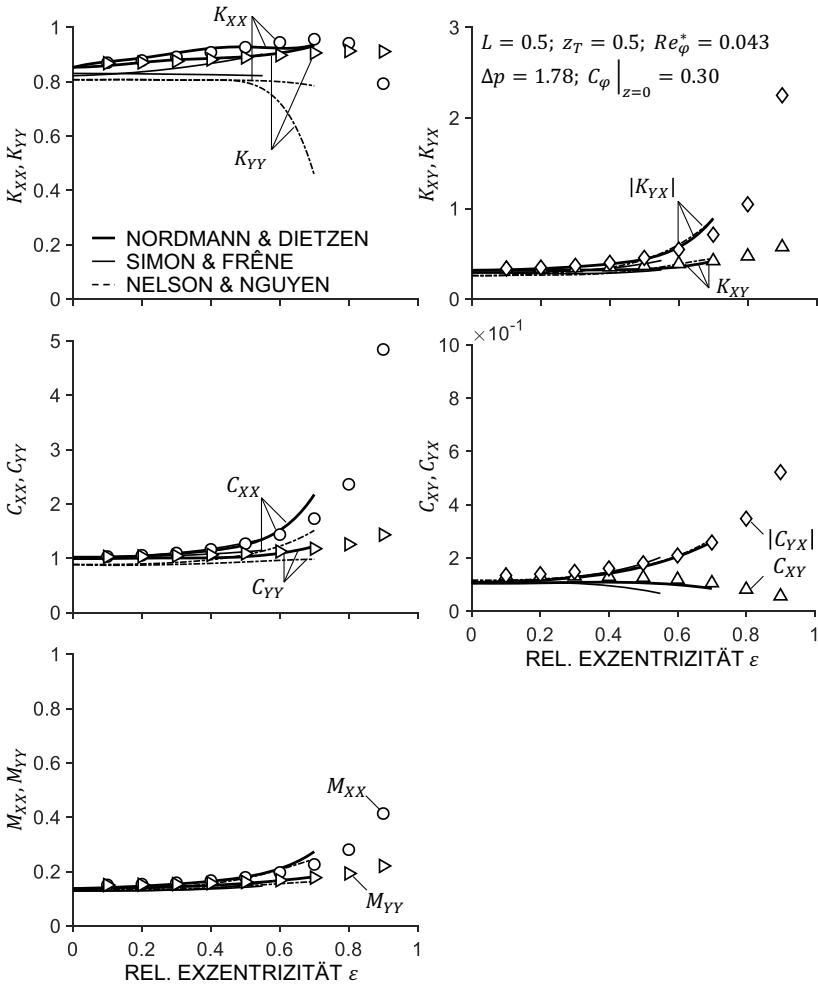 1
0.8
0.6
0.4
0.2
0
K_XX, K_YY
K_XX
K_YY
NORDMANN & DIETZEN
SIMON & FRÊNE
NELSON & NGUYEN
3
2
1
0
K_XY, K_YX
L = 0.5; z_T = 0.5; Re*_φ = 0.043
Δp = 1.78; C_φ|_z=0 = 0.30
|K_YX|
K_XY
5
4
3
2
1
0
C_XX, C_YY
C_XX
C_YY
× 10^-1
10
8
6
4
2
0
C_XY, C_YX
|C_YX|
C_XY
0 0.2 0.4 0.6 0.8 1
REL. EXZENTRIZITÄT ε
1
0.8
0.6
0.4
0.2
0
M_XX, M_YY
M_XX
M_YY
0 0.2 0.4 0.6 0.8 1
REL. EXZENTRIZITÄT ε